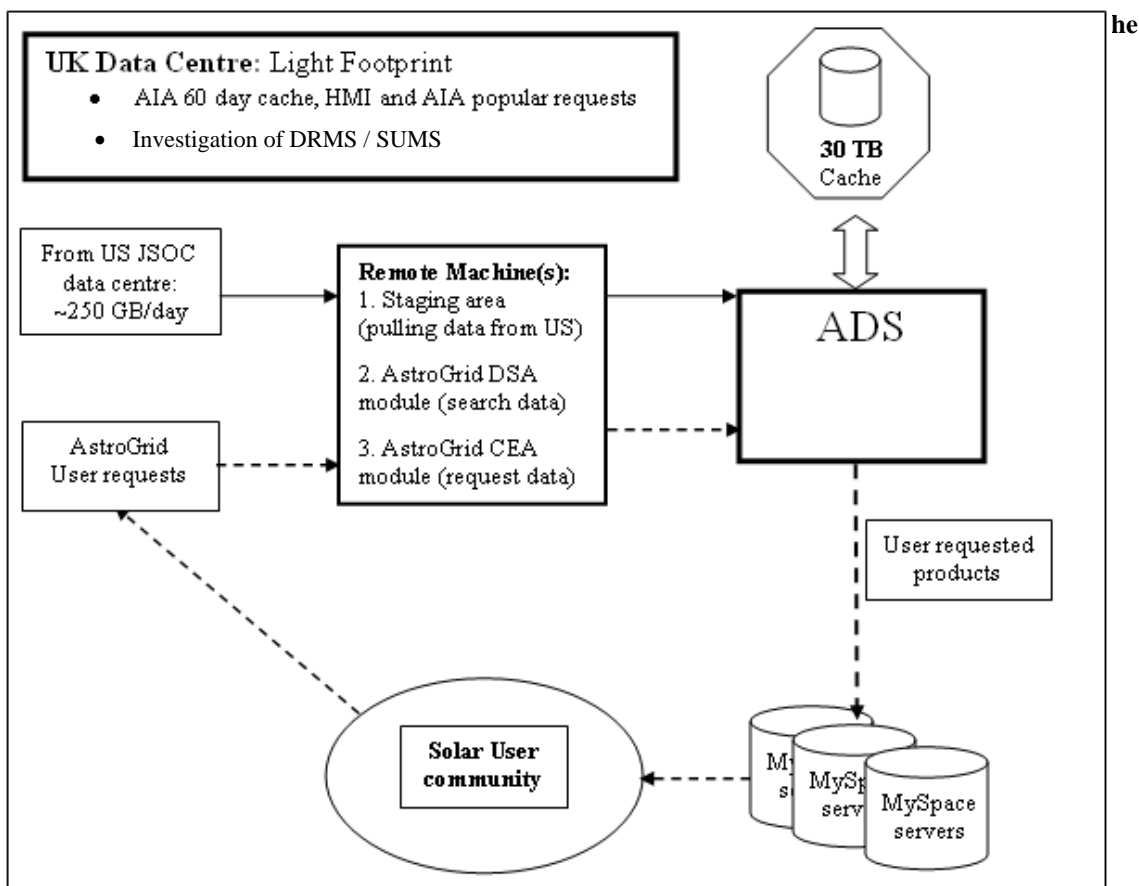 he
UK Data Centre: Light Footprint
• AIA 60 day cache, HMI and AIA popular requests
• Investigation of DRMS / SUMS
30 TB
Cache
From US JSOC
data centre:
~250 GB/day
Remote Machine(s):
1. Staging area
(pulling data from US)
2. AstroGrid DSA
module (search data)
3. AstroGrid CEA
module (request data)
ADS
AstroGrid
User requests
User requested
products
Solar User
community
MySpace
servers